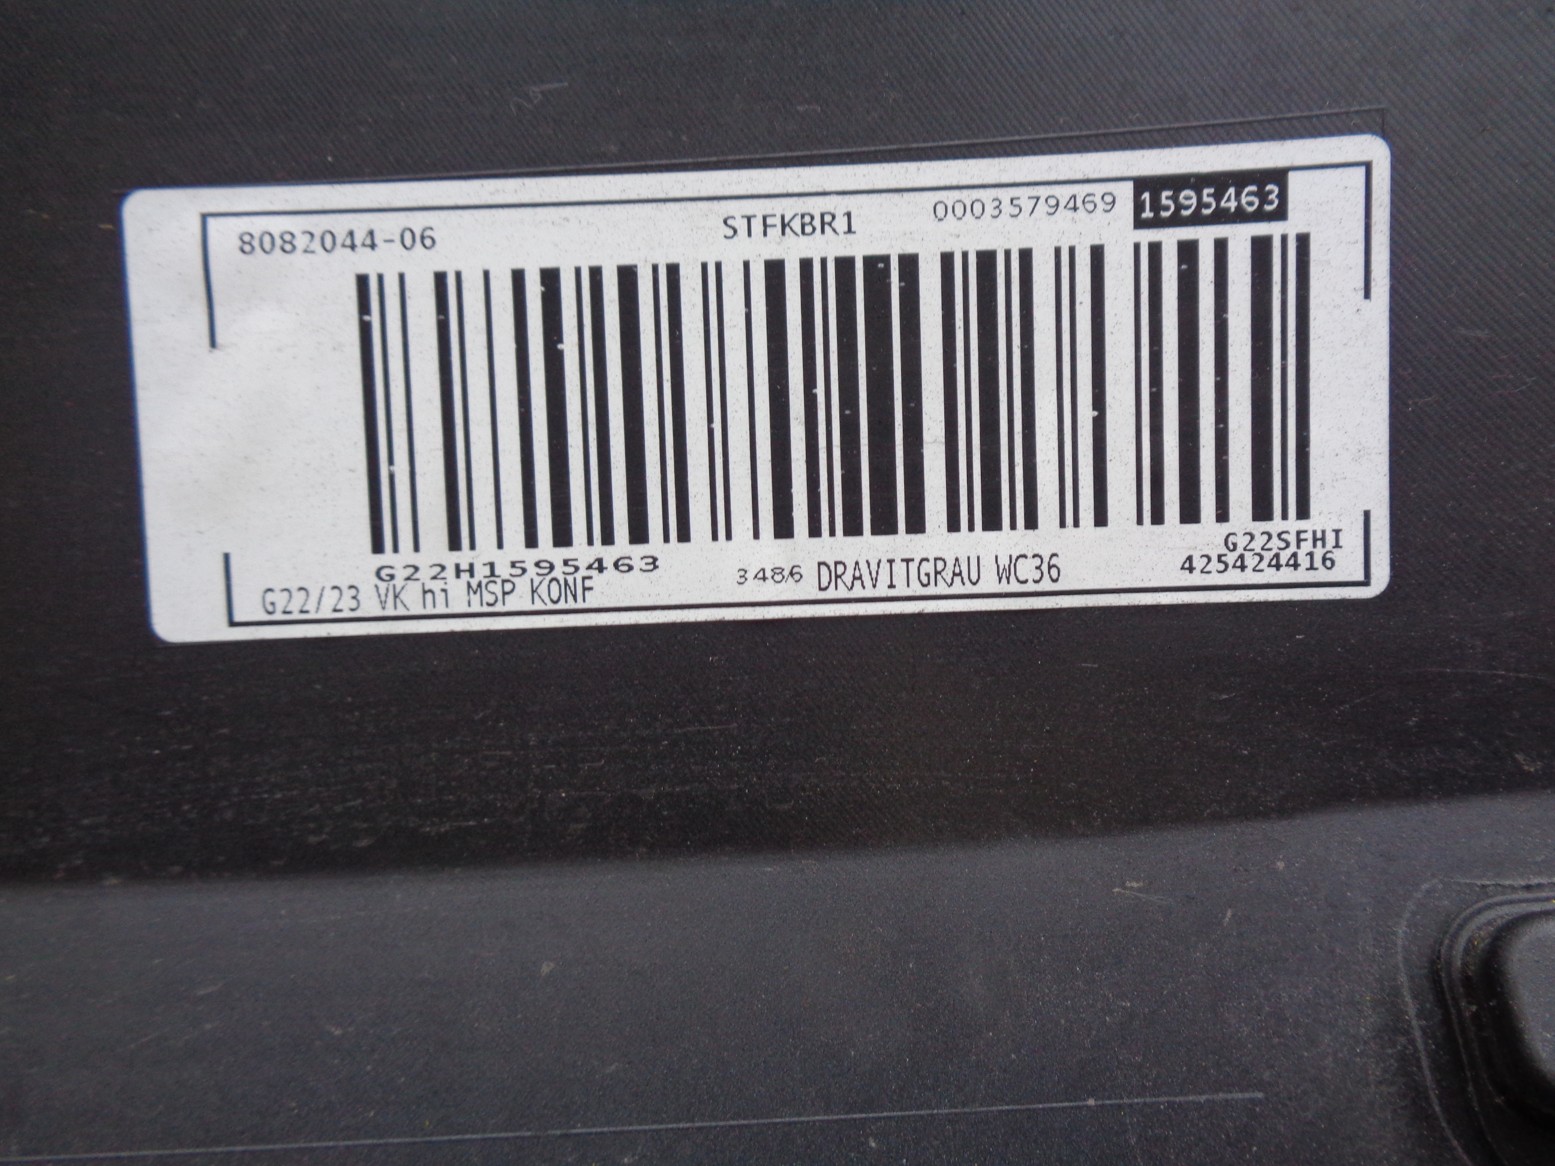 8082044-06 STFKBR1 0003579469 1595463
G22H1595463 G22SFHI
G22/23 VK hi MSP KONF 3486 DRAVITGRAU WC36 425424416